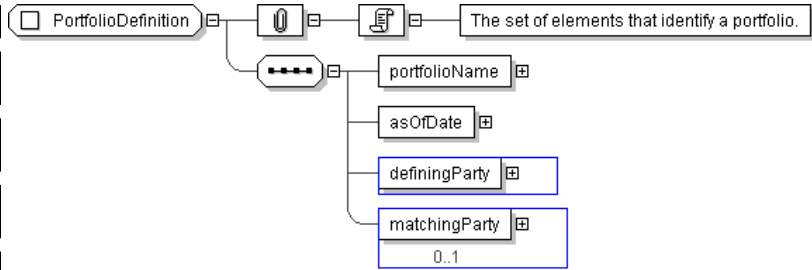 PortfolioDefinition
The set of elements that identify a portfolio.
portfolioName
asOfDate
definingParty
matchingParty
0..1